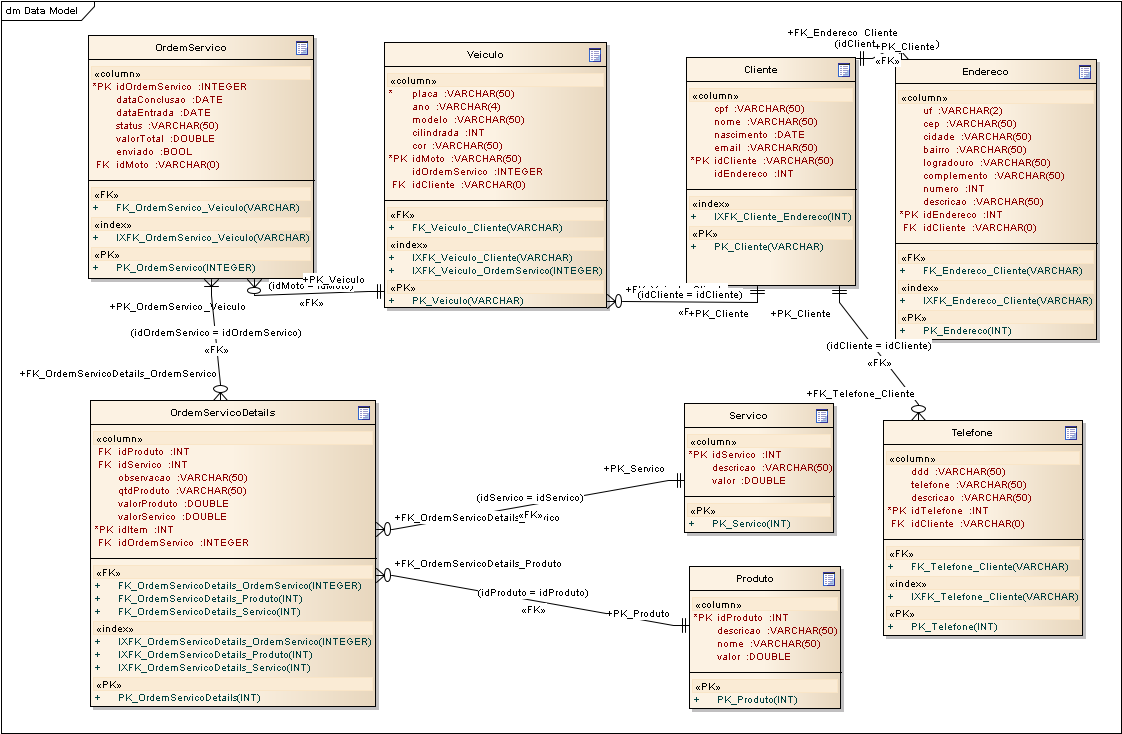 dm Data Model
OrdemServico
«column»
*PK idOrdemServico :INTEGER
dataConclusao :DATE
dataEntrada :DATE
status :VARCHAR(50)
valorTotal :DOUBLE
enviado :BOOL
FK idMoto :VARCHAR(0)
«FK»
+ FK_OrdemServico_Veiculo(VARCHAR)
«index»
+ IXFK_OrdemServico_Veiculo(VARCHAR)
«PK»
+ PK_OrdemServico(INTEGER)
Veiculo
«column»
* placa :VARCHAR(50)
ano :VARCHAR(4)
modelo :VARCHAR(50)
cilindrada :INT
cor :VARCHAR(50)
*PK idMoto :VARCHAR(50)
idOrdemServico :INTEGER
FK idCliente :VARCHAR(0)
«FK»
+ FK_Veiculo_Cliente(VARCHAR)
«index»
+ IXFK_Veiculo_Cliente(VARCHAR)
+ IXFK_Veiculo_OrdemServico(INTEGER)
«PK»
+ PK_Veiculo(VARCHAR)
Cliente
«column»
cpf :VARCHAR(50)
nome :VARCHAR(50)
nascimento :DATE
email :VARCHAR(50)
*PK idCliente :VARCHAR(50)
idEndereco :INT
«index»
+ IXFK_Cliente_Endereco(INT)
«PK»
+ PK_Cliente(VARCHAR)
+FK_Endereco_Cliente
(idClient
+PK_Cliente)
«FK»
Endereco
«column»
uf :VARCHAR(2)
cep :VARCHAR(50)
cidade :VARCHAR(50)
bairro :VARCHAR(50)
logradouro :VARCHAR(50)
complemento :VARCHAR(50)
numero :INT
descricao :VARCHAR(50)
*PK idEndereco :INT
FK idCliente :VARCHAR(0)
«FK»
+ FK_Endereco_Cliente(VARCHAR)
«index»
+ IXFK_Endereco_Cliente(VARCHAR)
«PK»
+ PK_Endereco(INT)
+PK_Veiculo
(idMoto = idMoto)
«FK»
+PK_OrdemServico_Veiculo
(idOrdemServico = idOrdemServico)
«FK»
+FK_OrdemServicoDetails_OrdemServico
(idCliente = idCliente)
+PK_Cliente
+PK_Cliente
(idCliente = idCliente)
«FK»
+FK_Telefone_Cliente
OrdemServicoDetails
«column»
FK idProduto :INT
FK idServico :INT
observacao :VARCHAR(50)
qtdProduto :VARCHAR(50)
valorProduto :DOUBLE
valorServico :DOUBLE
*PK idItem :INT
FK idOrdemServico :INTEGER
«FK»
+ FK_OrdemServicoDetails_OrdemServico(INTEGER)
+ FK_OrdemServicoDetails_Produto(INT)
+ FK_OrdemServicoDetails_Servico(INT)
«index»
+ IXFK_OrdemServicoDetails_OrdemServico(INTEGER)
+ IXFK_OrdemServicoDetails_Produto(INT)
+ IXFK_OrdemServicoDetails_Servico(INT)
«PK»
+ PK_OrdemServicoDetails(INT)
+PK_Servico
(idServico = idServico)
+FK_OrdemServicoDetails_
«FK»
rico
+FK_OrdemServicoDetails_Produto
(idProduto = idProduto)
«FK»
+PK_Produto
Servico
«column»
*PK idServico :INT
descricao :VARCHAR(50)
valor :DOUBLE
«PK»
+ PK_Servico(INT)
Produto
«column»
*PK idProduto :INT
descricao :VARCHAR(50)
nome :VARCHAR(50)
valor :DOUBLE
«PK»
+ PK_Produto(INT)
Telefone
«column»
ddd :VARCHAR(50)
telefone :VARCHAR(50)
descricao :VARCHAR(50)
*PK idTelefone :INT
FK idCliente :VARCHAR(0)
«FK»
+ FK_Telefone_Cliente(VARCHAR)
«index»
+ IXFK_Telefone_Cliente(VARCHAR)
«PK»
+ PK_Telefone(INT)